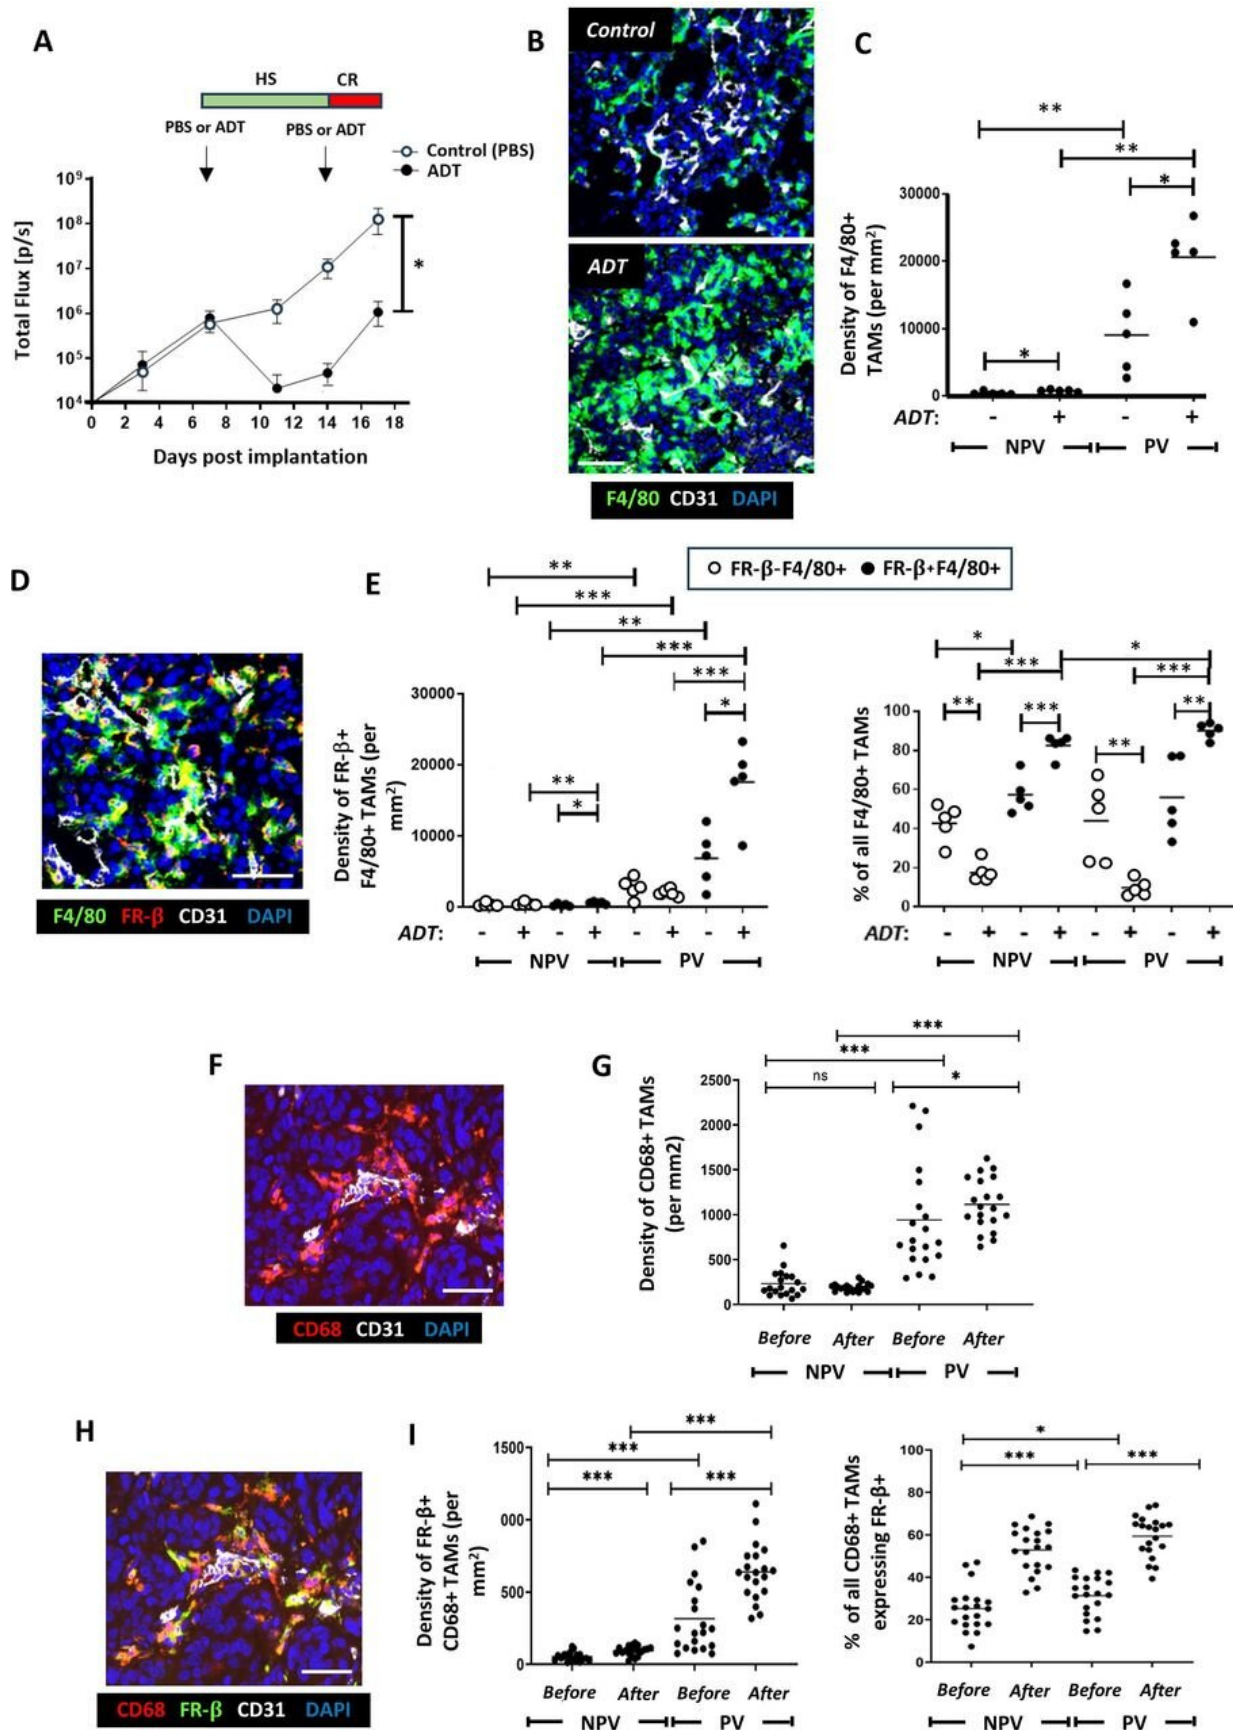 A
HS CR
PBS or ADT PBS or ADT
Control (PBS)
ADT
10⁹
10⁸
10⁷
10⁶
10⁵
10⁴
Total Flux [p/s]
*
0 2 4 6 8 10 12 14 16 18
Days post implantation
B
Control
ADT
F4/80 CD31 DAPI
C
**
**
*
*
30000
20000
10000
0
Density of F4/80+
TAMs (per mm²)
ADT: - + - +
NPV PV
D
F4/80 FR-β CD31 DAPI
E
FR-β-F4/80+ FR-β+F4/80+
**
***
**
***
***
*
**
*
30000
20000
10000
0
Density of FR-β+
F4/80+ TAMs (per
mm²)
ADT: - + - + - + - +
NPV PV
* *
*** ***
** *** ** **
100
80
60
40
20
0
% of all F4/80+ TAMs
ADT: - + - + - + - +
NPV PV
F
CD68 CD31 DAPI
G
***
***
ns *
2500
2000
1500
1000
500
0
Density of CD68+ TAMs
(per mm2)
Before After Before After
NPV PV
H
CD68 FR-β CD31 DAPI
I
***
***
*** ***
1500
000
500
0
Density of FR-β+
CD68+ TAMs (per
mm²)
Before After Before After
NPV PV
*
*** ***
100
80
60
40
20
0
% of all CD68+ TAMs
expressing FR-β+
Before After Before After
NPV PV